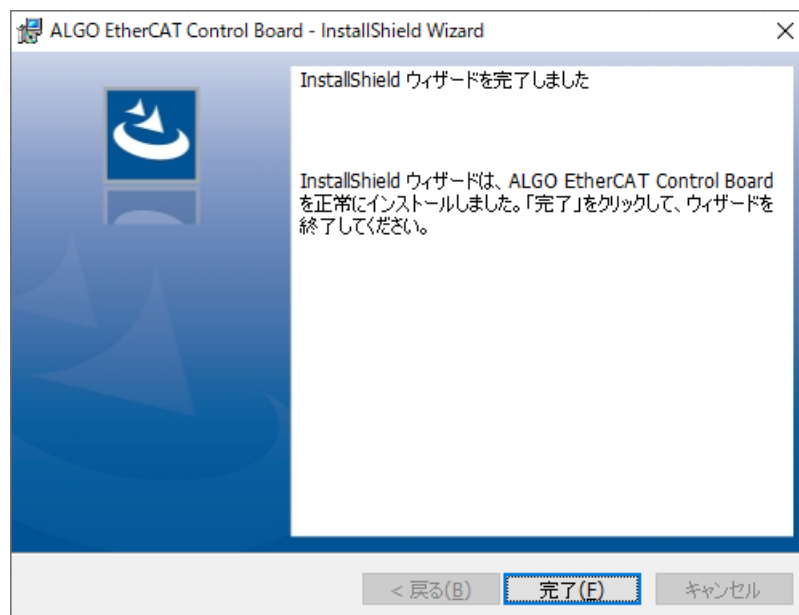 ALGO EtherCAT Control Board - InstallShield Wizard
InstallShield ウィザードを完了しました
InstallShield ウィザードは、ALGO EtherCAT Control Board
を正常にインストールしました。「完了」をクリックして、ウィザードを
終了してください。
< 戻る(B) 完了(F) キャンセル